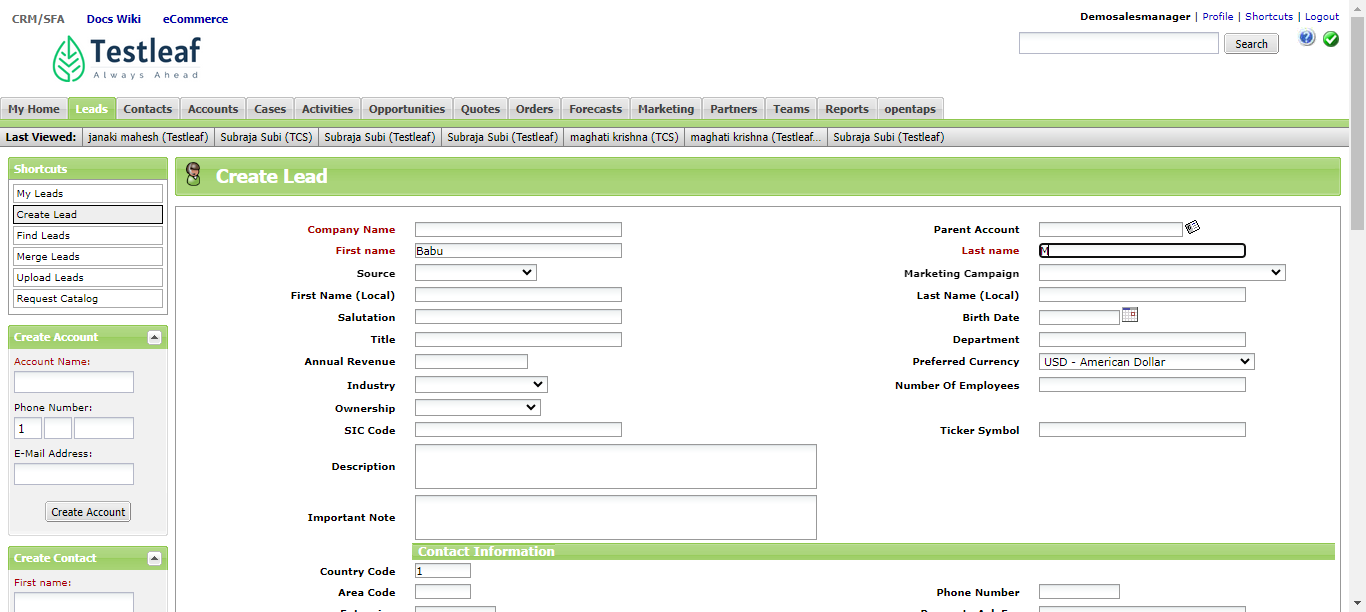 CRM/SFA Docs Wiki eCommerce
Demosalesmanager | Profile | Shortcuts | Logout
Testleaf
Always Ahead
Search
My Home Leads Contacts Accounts Cases Activities Opportunities Quotes Orders Forecasts Marketing Partners Teams Reports opentaps
Last Viewed: janaki mahesh (Testleaf) Subraja Subi (TCS) Subraja Subi (Testleaf) Subraja Subi (Testleaf) maghati krishna (TCS) maghati krishna (Testleaf... Subraja Subi (Testleaf)
Shortcuts
My Leads
Create Lead
Find Leads
Merge Leads
Upload Leads
Request Catalog
Create Account
Account Name:
Phone Number:
1
E-Mail Address:
Create Account
Create Contact
First name:
Create Lead
Company Name Parent Account
First name Babu Last name M
Source Marketing Campaign
First Name (Local) Last Name (Local)
Salutation Birth Date
Title Department
Annual Revenue Preferred Currency USD - American Dollar
Industry Number Of Employees
Ownership
SIC Code Ticker Symbol
Description
Important Note
Contact Information
Country Code 1
Area Code Phone Number